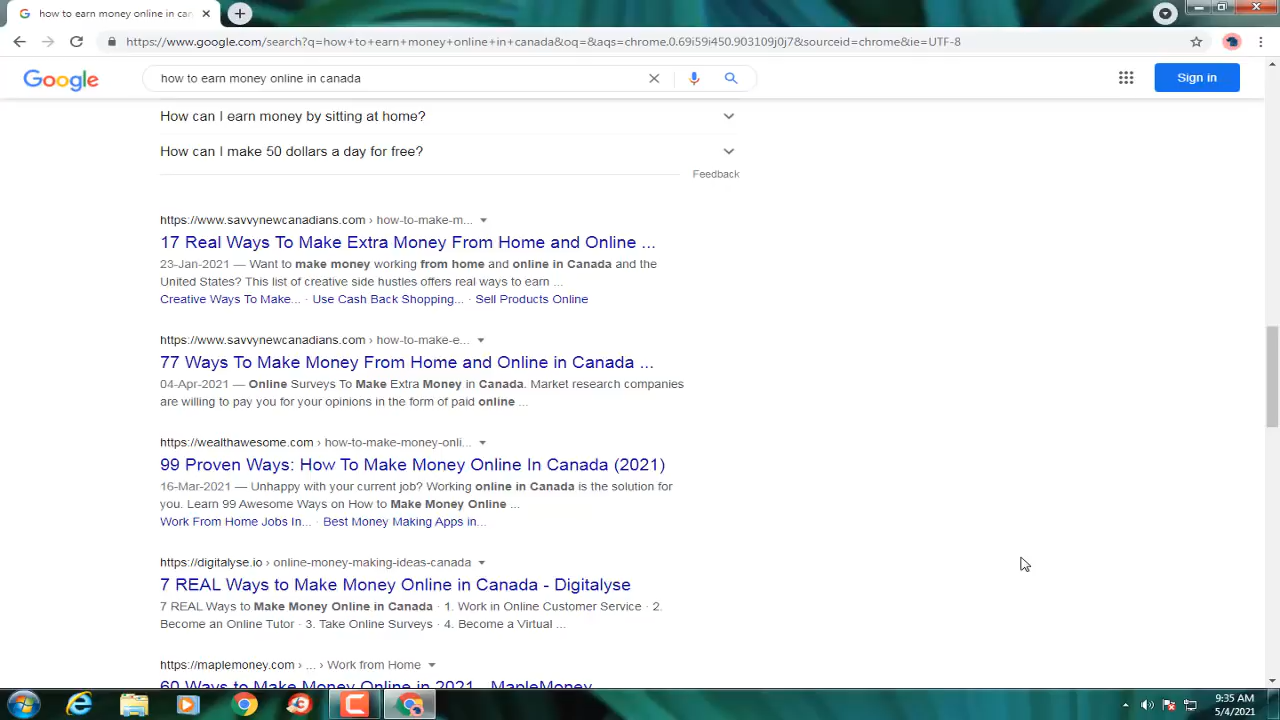 how to earn money online in can
https://www.google.com/search?q=how+to+earn+money+online+in+canada&oq=&aqs=chrome.0.69i59i450.903109j0j7&sourceid=chrome&ie=UTF-8
Google
how to earn money online in canada
Sign in
How can I earn money by sitting at home?
How can I make 50 dollars a day for free?
Feedback
https://www.savvynewcanadians.com › how-to-make-m...
17 Real Ways To Make Extra Money From Home and Online ...
23-Jan-2021 — Want to make money working from home and online in Canada and the
United States? This list of creative side hustles offers real ways to earn ...
Creative Ways To Make... · Use Cash Back Shopping... · Sell Products Online
https://www.savvynewcanadians.com › how-to-make-e...
77 Ways To Make Money From Home and Online in Canada ...
04-Apr-2021 — Online Surveys To Make Extra Money in Canada. Market research companies
are willing to pay you for your opinions in the form of paid online ...
https://wealthawesome.com › how-to-make-money-onli...
99 Proven Ways: How To Make Money Online In Canada (2021)
16-Mar-2021 — Unhappy with your current job? Working online in Canada is the solution for
you. Learn 99 Awesome Ways on How to Make Money Online ...
Work From Home Jobs In... · Best Money Making Apps in...
https://digitalyse.io › online-money-making-ideas-canada
7 REAL Ways to Make Money Online in Canada - Digitalyse
7 REAL Ways to Make Money Online in Canada · 1. Work in Online Customer Service · 2.
Become an Online Tutor · 3. Take Online Surveys · 4. Become a Virtual ...
https://maplemoney.com › ... › Work from Home
60 Ways to Make Money Online in 2021 - MapleMoney
9:35 AM
5/4/2021